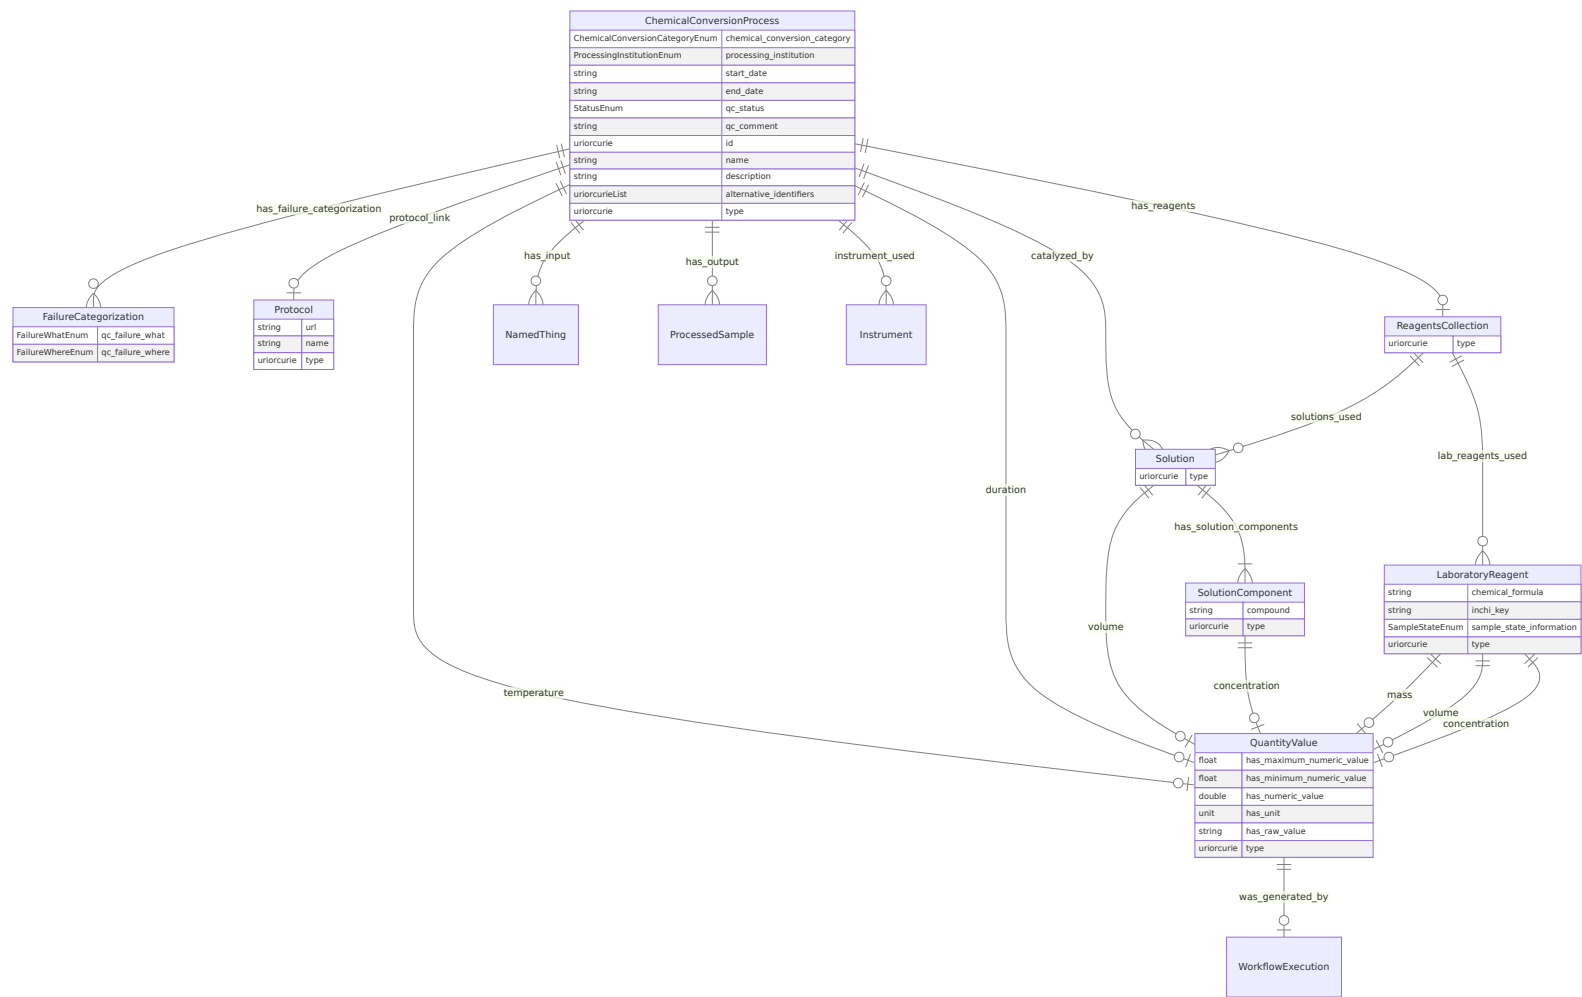 ChemicalConversionProcess
ChemicalConversionCategoryEnum chemical_conversion_category
ProcessingInstitutionEnum processing_institution
string start_date
string end_date
StatusEnum qc_status
string qc_comment
uriorcurie id
string name
string description
uriorcurieList alternative_identifiers
uriorcurie type
has_failure_categorization
protocol_link
has_input
has_output
instrument_used
catalyzed_by
has_reagents
FailureCategorization
FailureWhatEnum qc_failure_what
FailureWhereEnum qc_failure_where
Protocol
string url
string name
uriorcurie type
NamedThing
ProcessedSample
Instrument
ReagentsCollection
uriorcurie type
solutions_used
lab_reagents_used
Solution
uriorcurie type
duration
has_solution_components
volume
SolutionComponent
string compound
uriorcurie type
LaboratoryReagent
string chemical_formula
string inchi_key
SampleStateEnum sample_state_information
uriorcurie type
temperature
concentration
mass
volume
concentration
QuantityValue
float has_maximum_numeric_value
float has_minimum_numeric_value
double has_numeric_value
unit has_unit
string has_raw_value
uriorcurie type
was_generated_by
WorkflowExecution